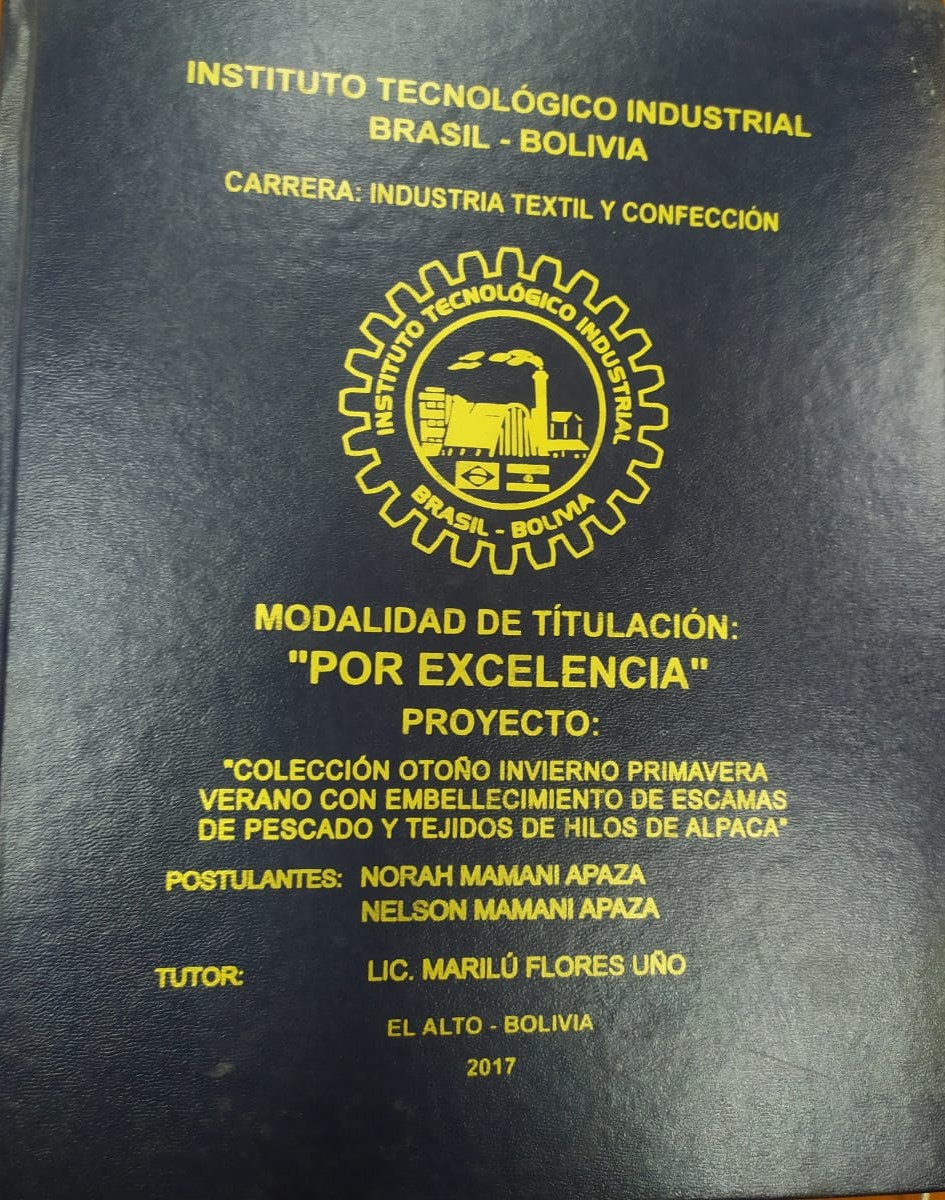 INSTITUTO TECNOLÓGICO INDUSTRIAL
BRASIL - BOLIVIA
CARRERA: INDUSTRIA TEXTIL Y CONFECCIÓN
INSTITUTO TECNOLÓGICO INDUSTRIAL
BRASIL - BOLIVIA
MODALIDAD DE TÍTULACIÓN:
"POR EXCELENCIA"
PROYECTO:
"COLECCIÓN OTOÑO INVIERNO PRIMAVERA
VERANO CON EMBELLECIMIENTO DE ESCAMAS
DE PESCADO Y TEJIDOS DE HILOS DE ALPACA"
POSTULANTES: NORAH MAMANI APAZA
NELSON MAMANI APAZA
TUTOR: LIC. MARILÚ FLORES UÑO
EL ALTO - BOLIVIA
2017